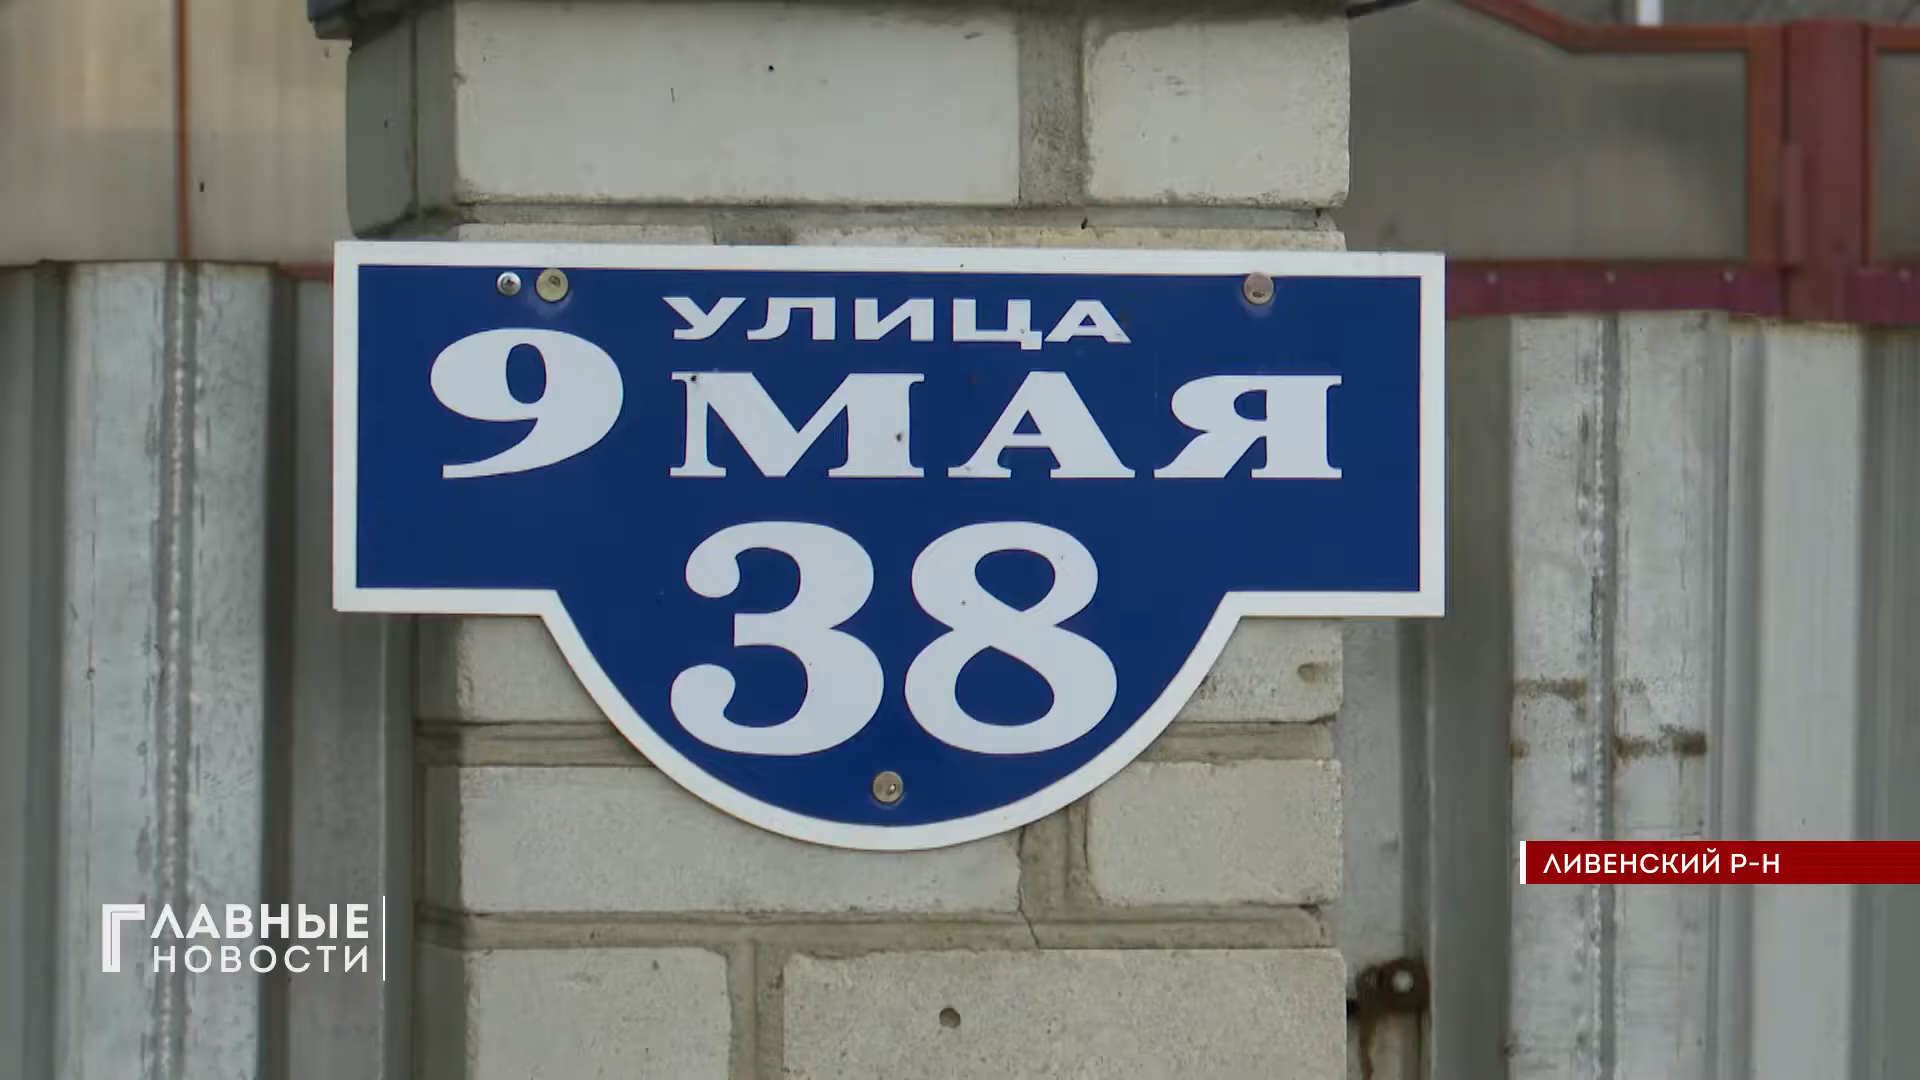 УЛИЦА
9 МАЯ
38
ЛИВЕНСКИЙ Р-Н
ГЛАВНЫЕ
НОВОСТИ